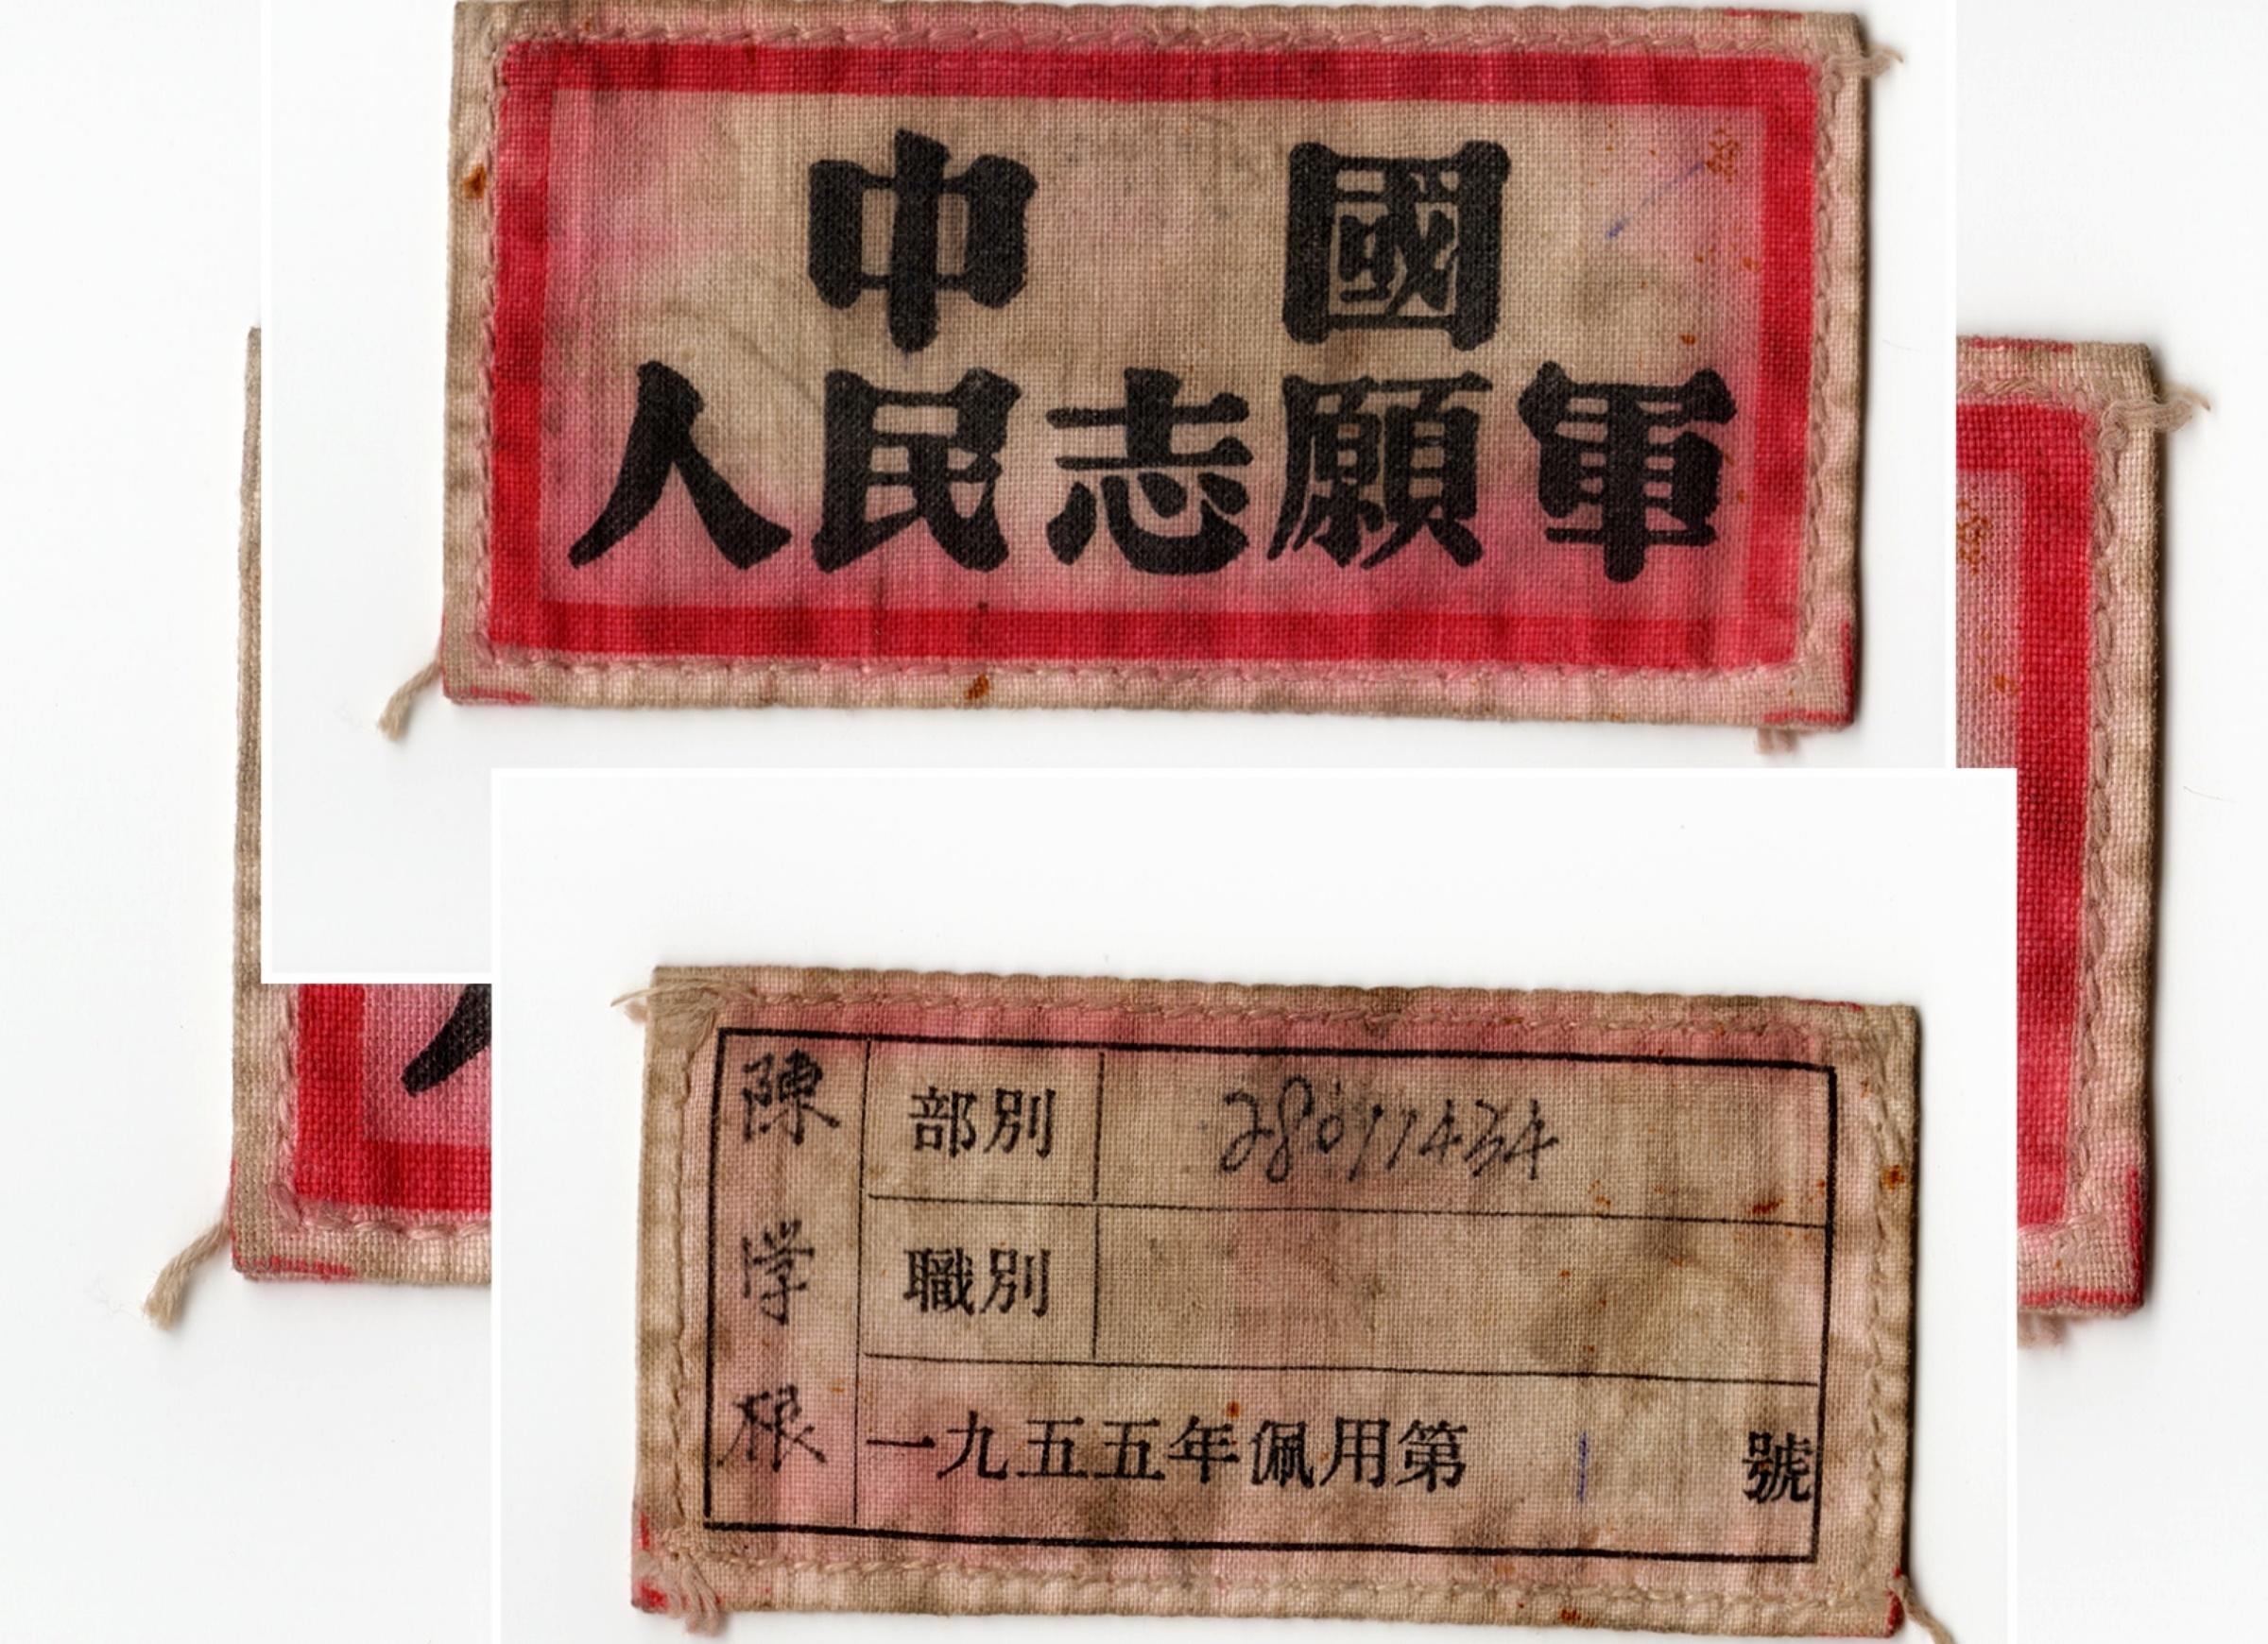 中 國
人民志願軍
陳学根
部別 28011434
職別
一九五五年佩用第 號